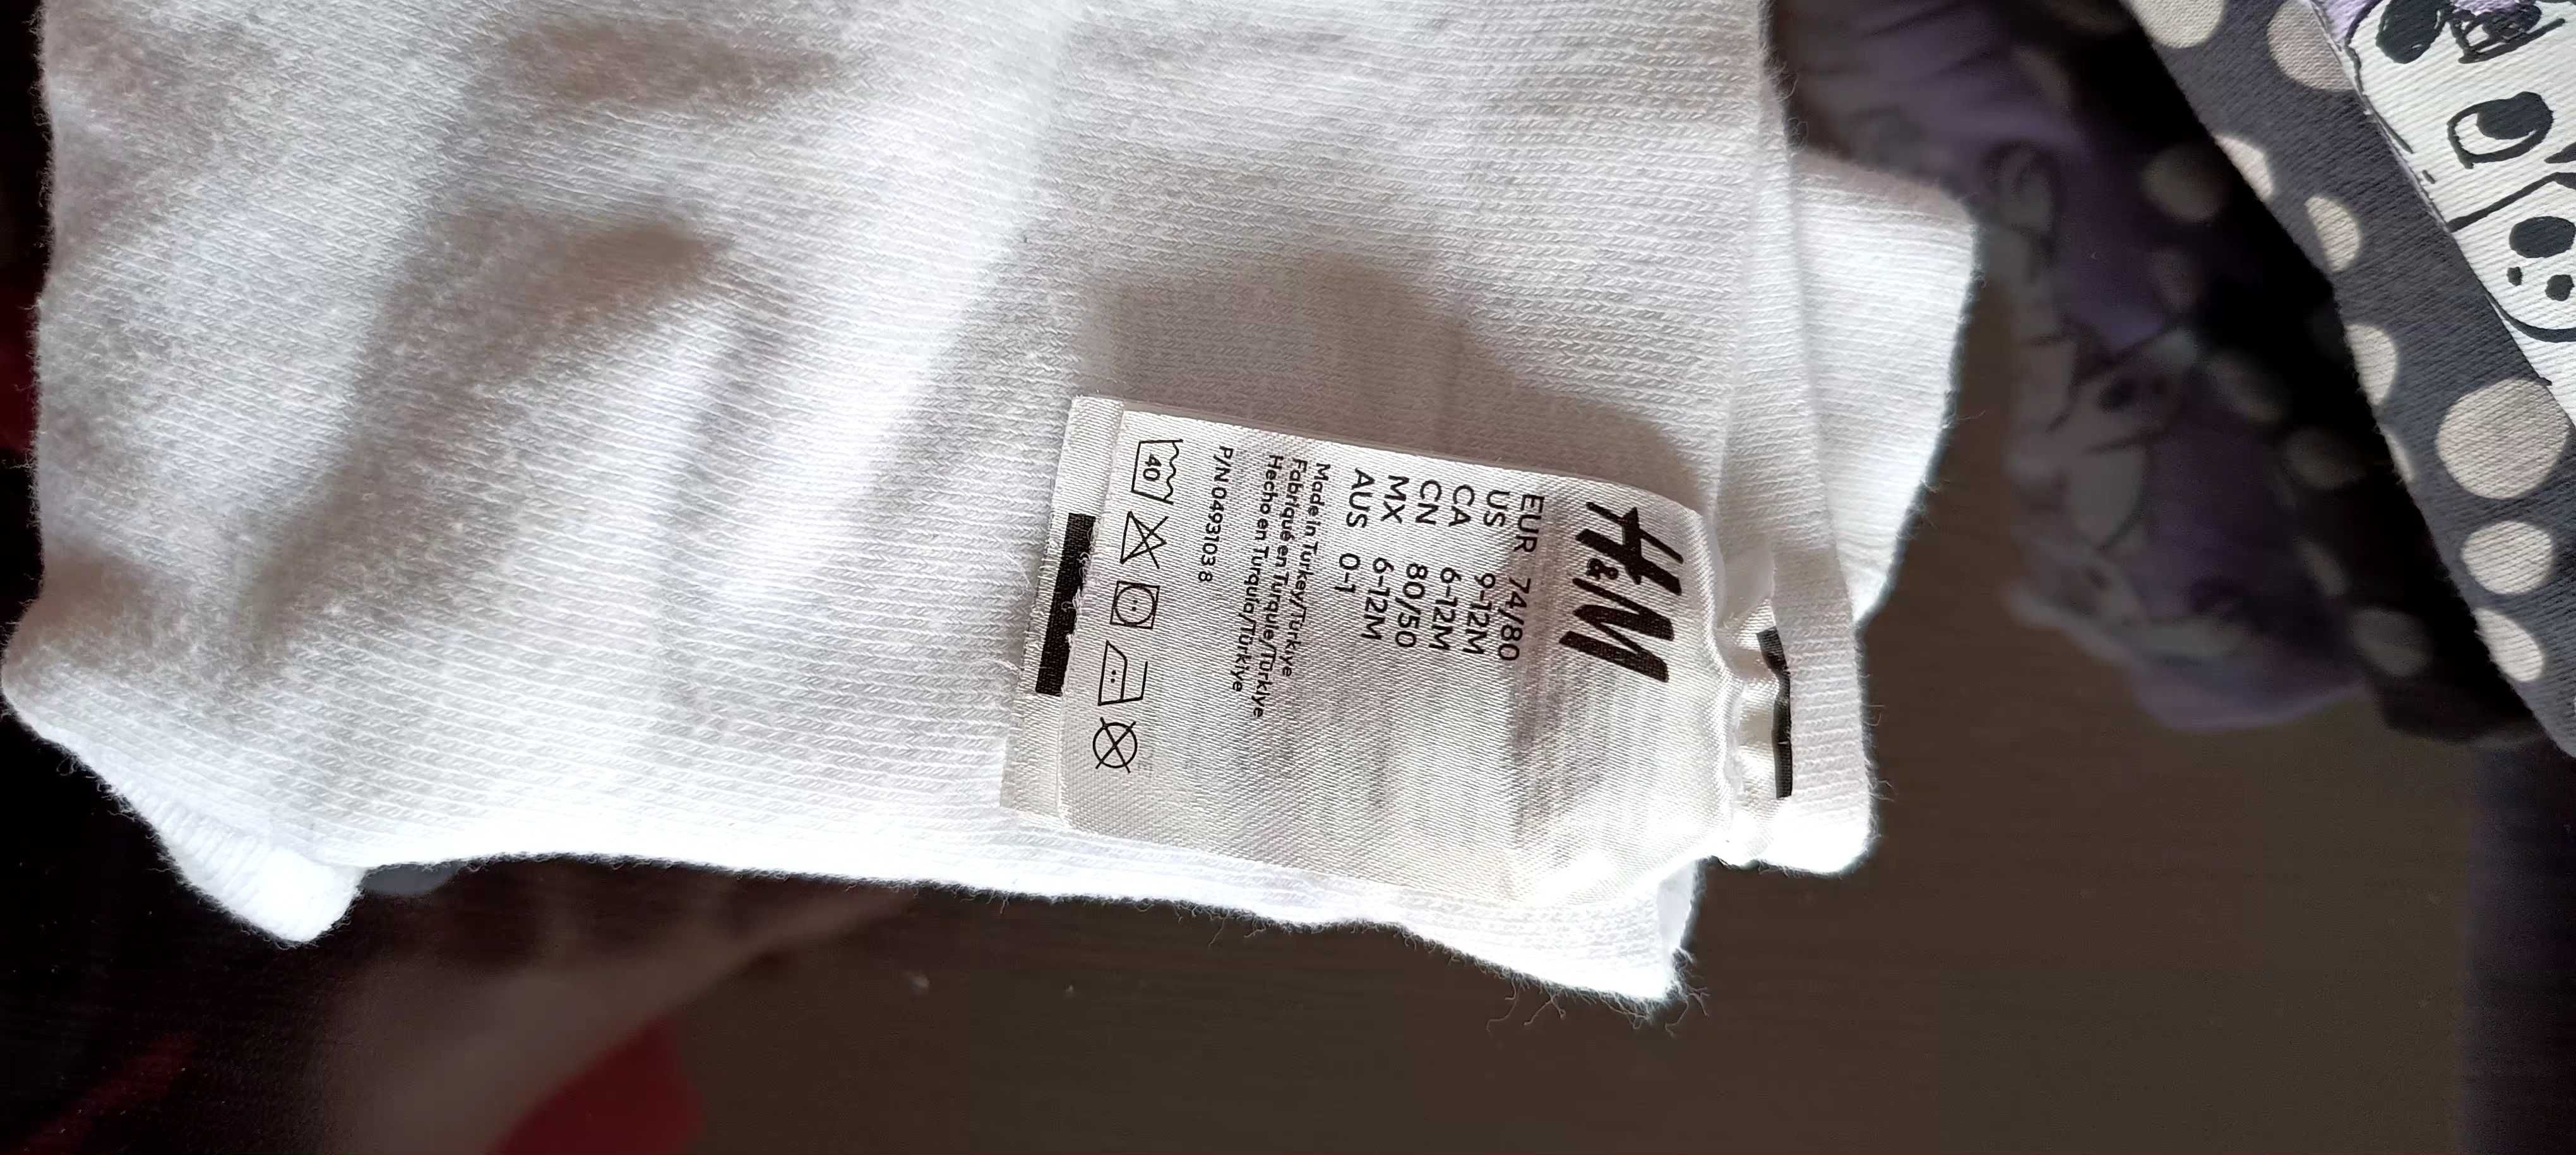 H&M
EUR 74/80
US 9-12M
CA 6-12M
CN 80/50
MX 6-12M
AUS 0-1
Made in Turkey/Türkiye
Fabriqué en Turquie/Türkiye
Hecho en Turquía/Türkiye
P/N 0493103 8
40